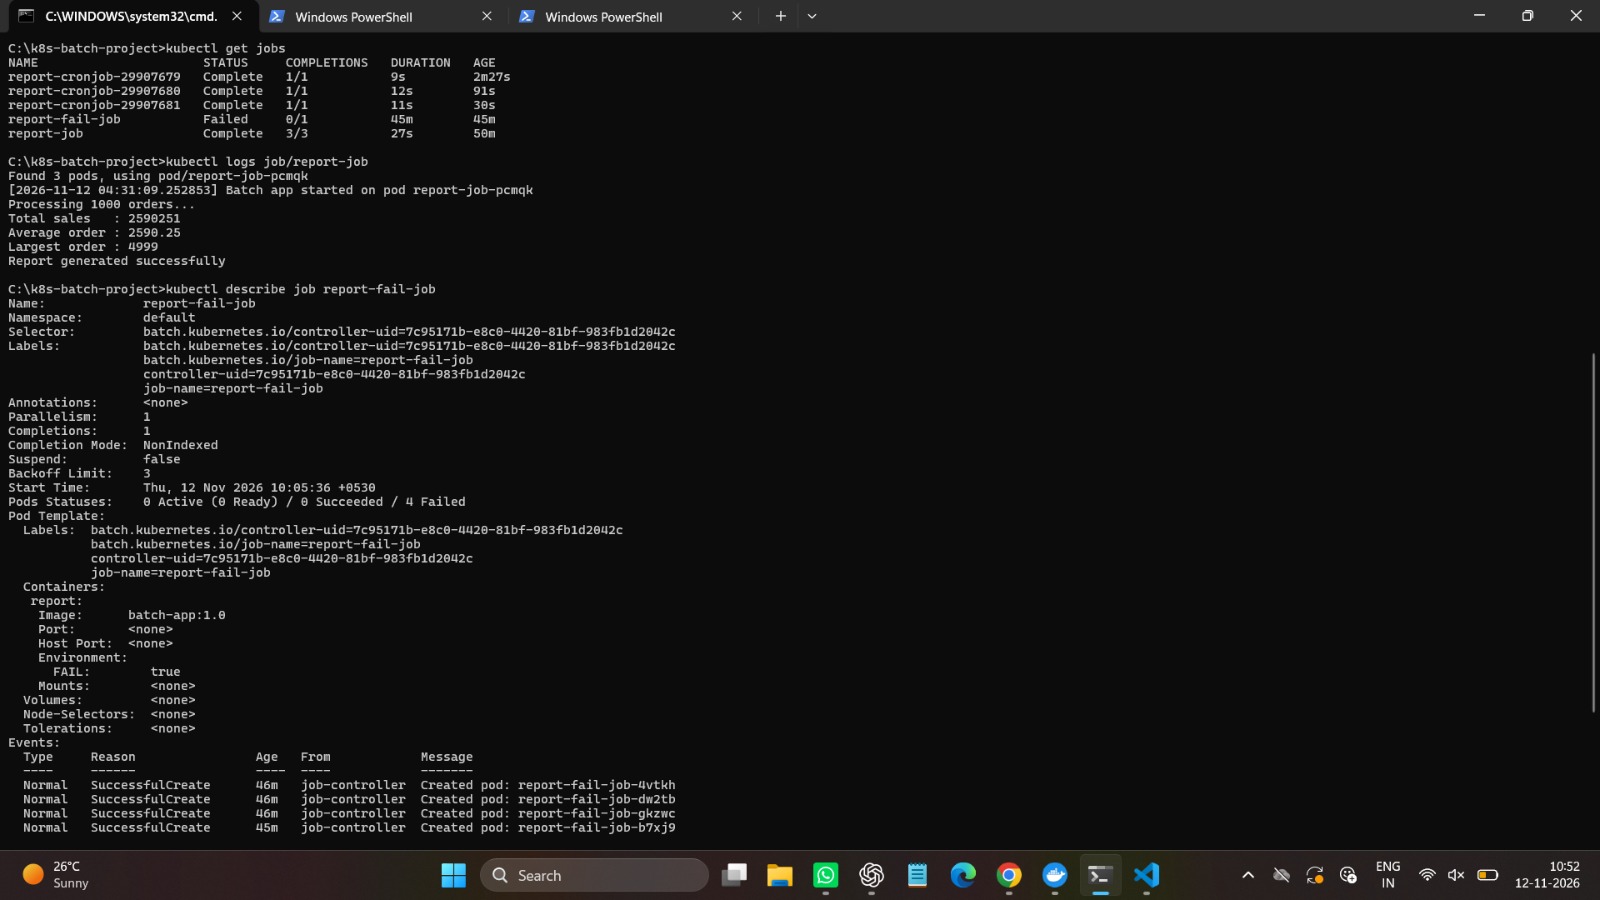 C:\WINDOWS\system32\cmd.
Windows PowerShell
Windows PowerShell
C:\k8s-batch-project>kubectl get jobs
NAME                      STATUS     COMPLETIONS   DURATION   AGE
report-cronjob-29907679   Complete   1/1           9s         2m27s
report-cronjob-29907680   Complete   1/1           12s        91s
report-cronjob-29907681   Complete   1/1           11s        30s
report-fail-job           Failed     0/1           45m        45m
report-job                Complete   3/3           27s        50m
C:\k8s-batch-project>kubectl logs job/report-job
Found 3 pods, using pod/report-job-pcmqk
[2026-11-12 04:31:09.252853] Batch app started on pod report-job-pcmqk
Processing 1000 orders...
Total sales   : 2590251
Average order : 2590.25
Largest order : 4999
Report generated successfully
C:\k8s-batch-project>kubectl describe job report-fail-job
Name:             report-fail-job
Namespace:        default
Selector:         batch.kubernetes.io/controller-uid=7c95171b-e8c0-4420-81bf-983fb1d2042c
Labels:           batch.kubernetes.io/controller-uid=7c95171b-e8c0-4420-81bf-983fb1d2042c
                  batch.kubernetes.io/job-name=report-fail-job
                  controller-uid=7c95171b-e8c0-4420-81bf-983fb1d2042c
                  job-name=report-fail-job
Annotations:      <none>
Parallelism:      1
Completions:      1
Completion Mode:  NonIndexed
Suspend:          false
Backoff Limit:    3
Start Time:       Thu, 12 Nov 2026 10:05:36 +0530
Pods Statuses:    0 Active (0 Ready) / 0 Succeeded / 4 Failed
Pod Template:
  Labels:  batch.kubernetes.io/controller-uid=7c95171b-e8c0-4420-81bf-983fb1d2042c
           batch.kubernetes.io/job-name=report-fail-job
           controller-uid=7c95171b-e8c0-4420-81bf-983fb1d2042c
           job-name=report-fail-job
  Containers:
   report:
    Image:      batch-app:1.0
    Port:       <none>
    Host Port:  <none>
    Environment:
      FAIL:        true
    Mounts:        <none>
  Volumes:         <none>
  Node-Selectors:  <none>
  Tolerations:     <none>
Events:
  Type    Reason            Age   From            Message
  ----    ------            ----  ----            -------
  Normal  SuccessfulCreate  46m   job-controller  Created pod: report-fail-job-4vtkh
  Normal  SuccessfulCreate  46m   job-controller  Created pod: report-fail-job-dw2tb
  Normal  SuccessfulCreate  46m   job-controller  Created pod: report-fail-job-gkzwc
  Normal  SuccessfulCreate  45m   job-controller  Created pod: report-fail-job-b7xj9
26°C
Sunny
Search
ENG
IN
10:52
12-11-2026